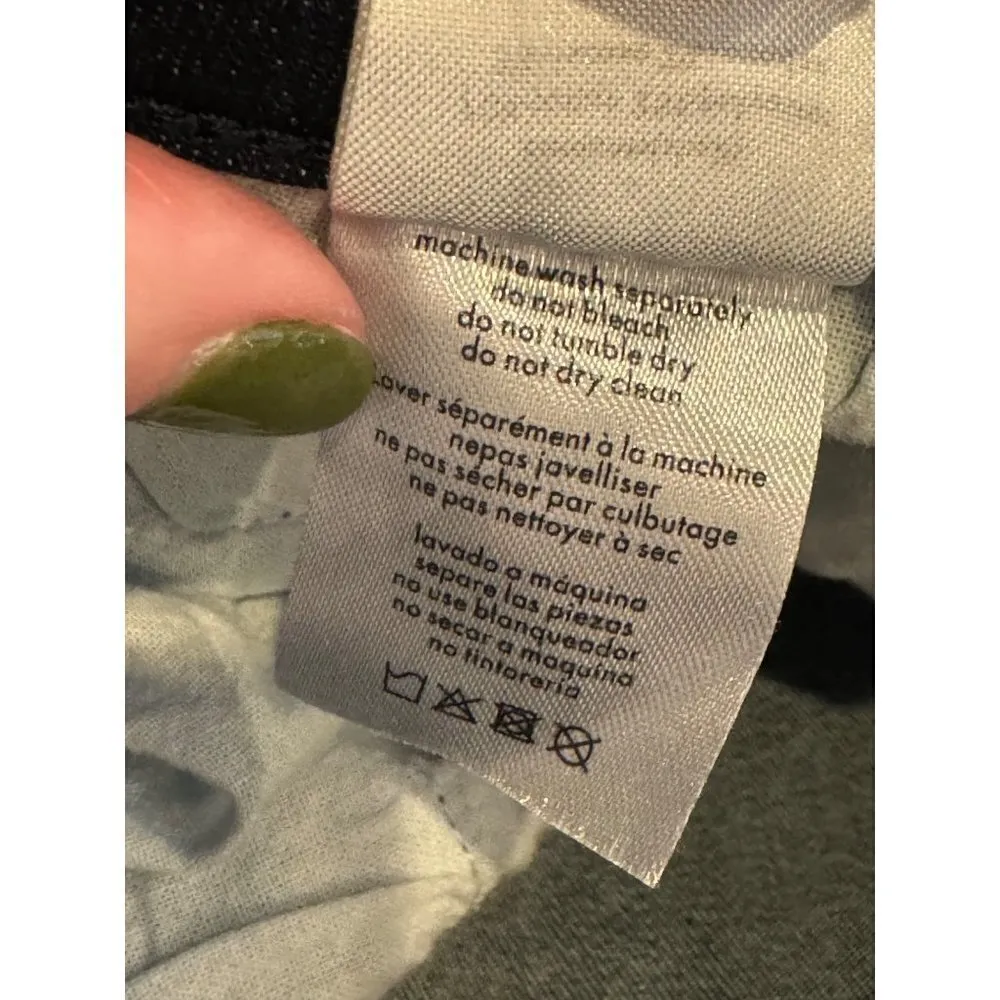 machine wash separately
do not bleach
do not tumble dry
do not dry clean
Laver séparément à la machine
nepas javelliser
ne pas sécher par culbutage
ne pas nettoyer à sec
lavado a máquina
separe las piezas
no use blanqueador
no secar a maquina
no tintorería